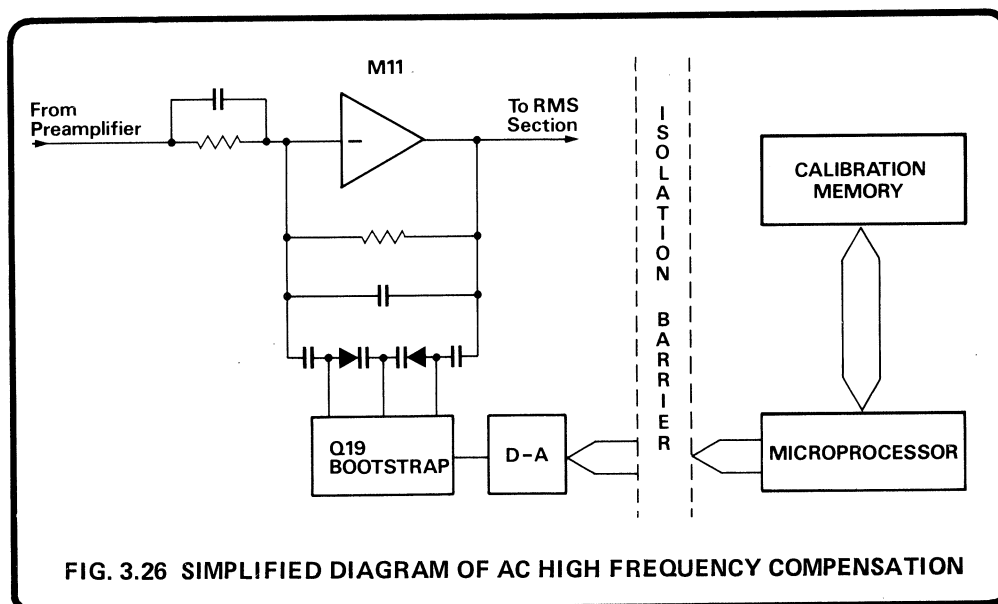 M11
From
Preamplifier
To RMS
Section
ISOLATION BARRIER
CALIBRATION
MEMORY
Q19
BOOTSTRAP
D-A
MICROPROCESSOR
FIG. 3.26 SIMPLIFIED DIAGRAM OF AC HIGH FREQUENCY COMPENSATION